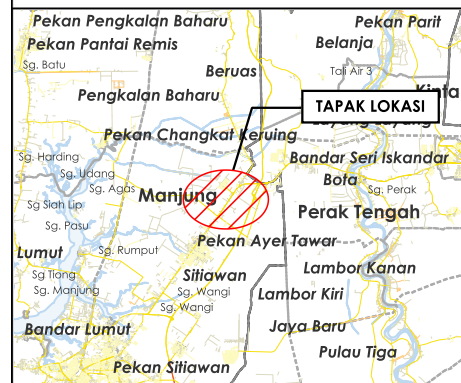 Pekan Pengkalan Baharu
Pekan Parit
Pekan Pantai Remis
Belanja
Sg. Batu
Beruas
Tali Air 3
Pengkalan Baharu
Kinta
TAPAK LOKASI
Pekan Changkat Keruing
Sg. Harding
Bandar Seri Iskandar
Sg. Udang
Bota
Sg. Agas
Manjung
Sg. Perak
Sg Siah Lip
Perak Tengah
Sg. Pasu
Pekan Ayer Tawar
Lumut
Sg. Rumput
Lambor Kanan
Sg Tiong
Sitiawan
Sg. Manjung
Sg. Wangi
Lambor Kiri
Sg. Wangi
Bandar Lumut
Jaya Baru
Pulau Tiga
Pekan Sitiawan